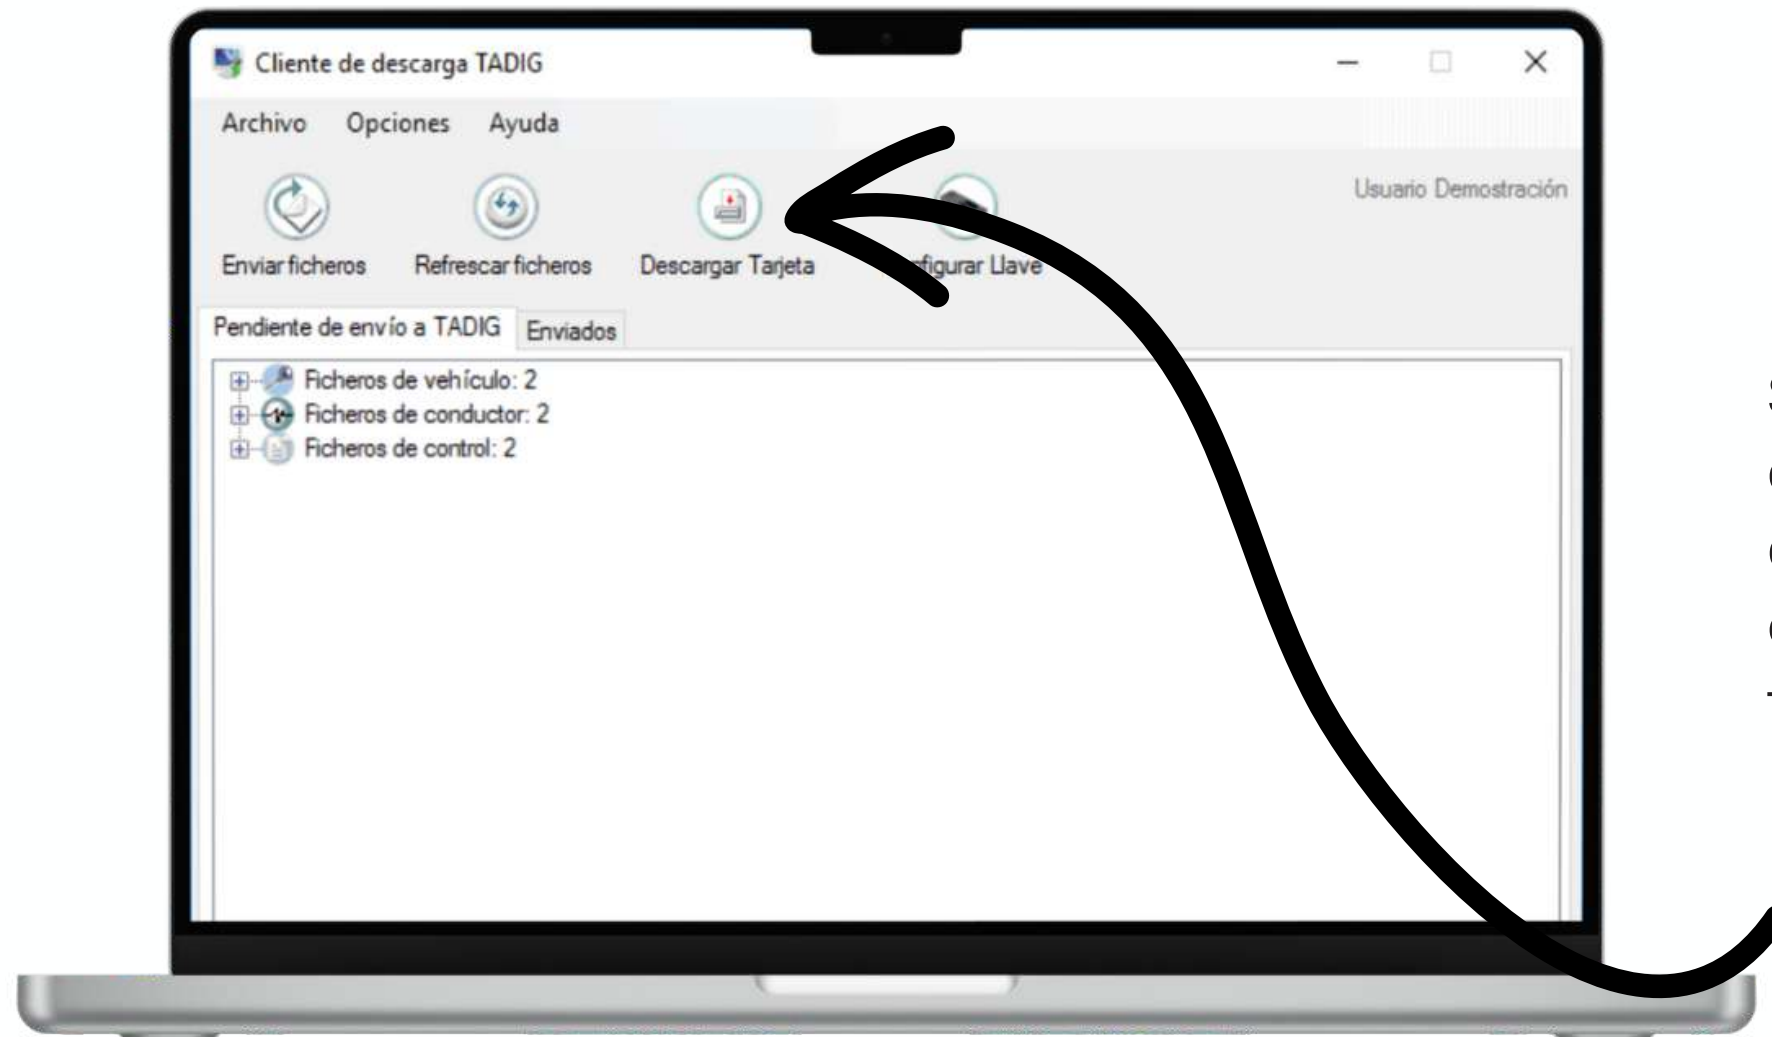 Cliente de descarga TADIG
Archivo Opciones Ayuda
Usuario Demostración
Enviar ficheros Refrescar ficheros Descargar Tarjeta Llave
Pendiente de envío a TADIG Enviados
Ficheros de vehículo: 2
Ficheros de conductor: 2
Ficheros de control: 2